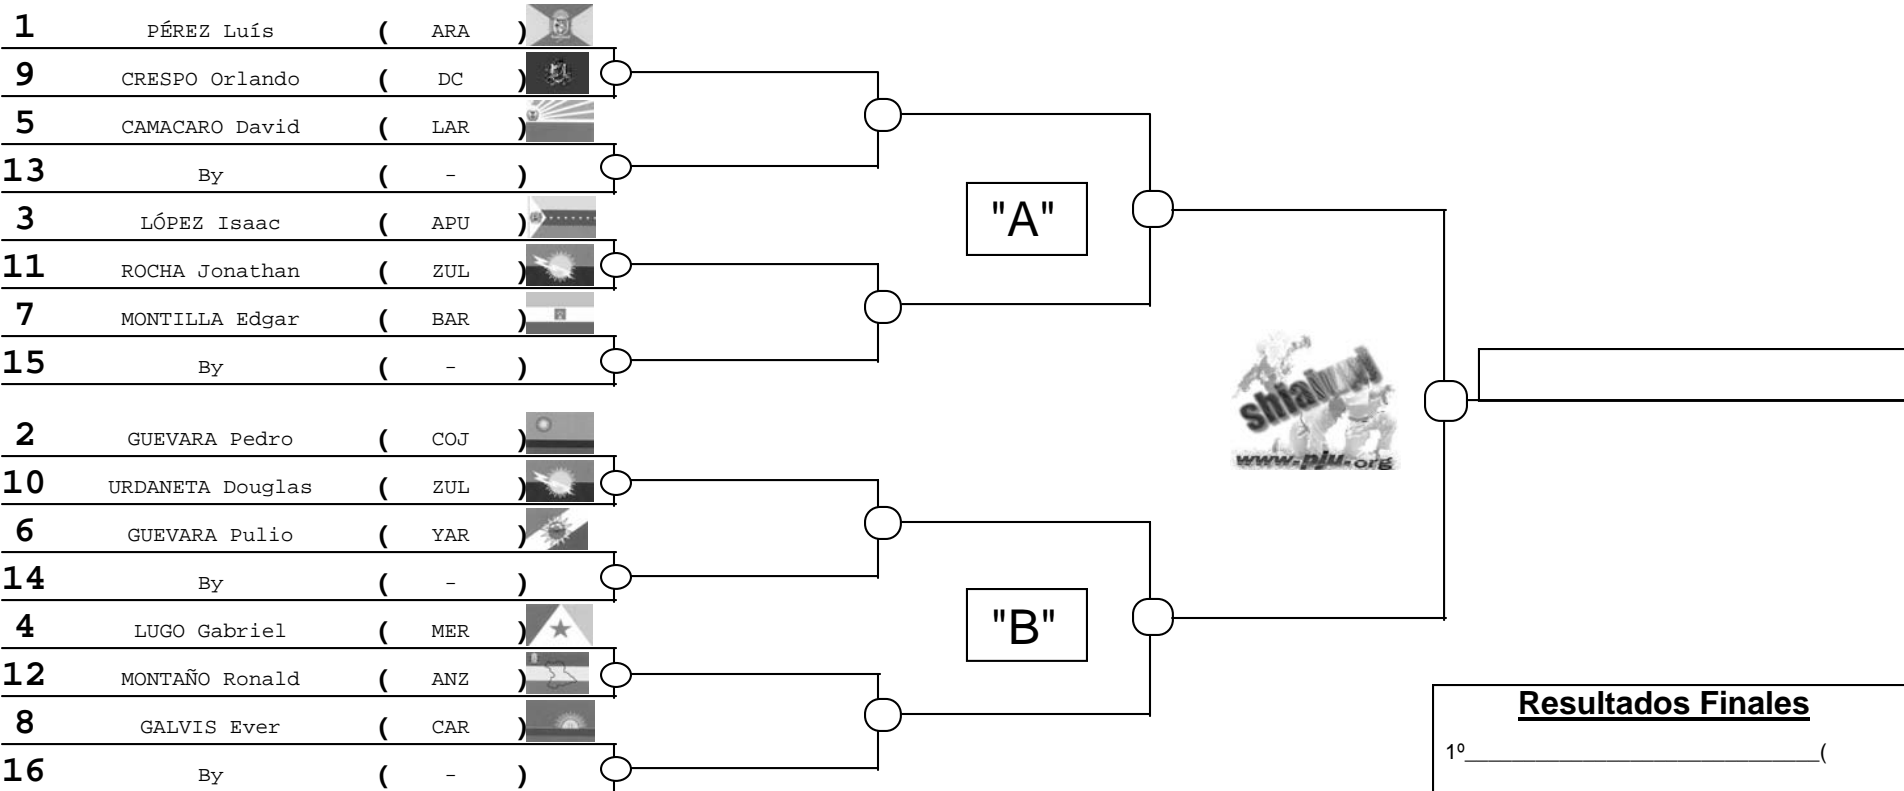 1 PÉREZ Luís ( ARA )
9 CRESPO Orlando ( DC )
5 CAMACARO David ( LAR )
13 By ( - )
3 LÓPEZ Isaac ( APU )
11 ROCHA Jonathan ( ZUL )
7 MONTILLA Edgar ( BAR )
15 By ( - )
"A"
shiai
www.pju.org
2 GUEVARA Pedro ( COJ )
10 URDANETA Douglas ( ZUL )
6 GUEVARA Pulio ( YAR )
14 By ( - )
4 LUGO Gabriel ( MER )
12 MONTAÑO Ronald ( ANZ )
8 GALVIS Ever ( CAR )
16 By ( - )
"B"
Resultados Finales
1º______________________________(